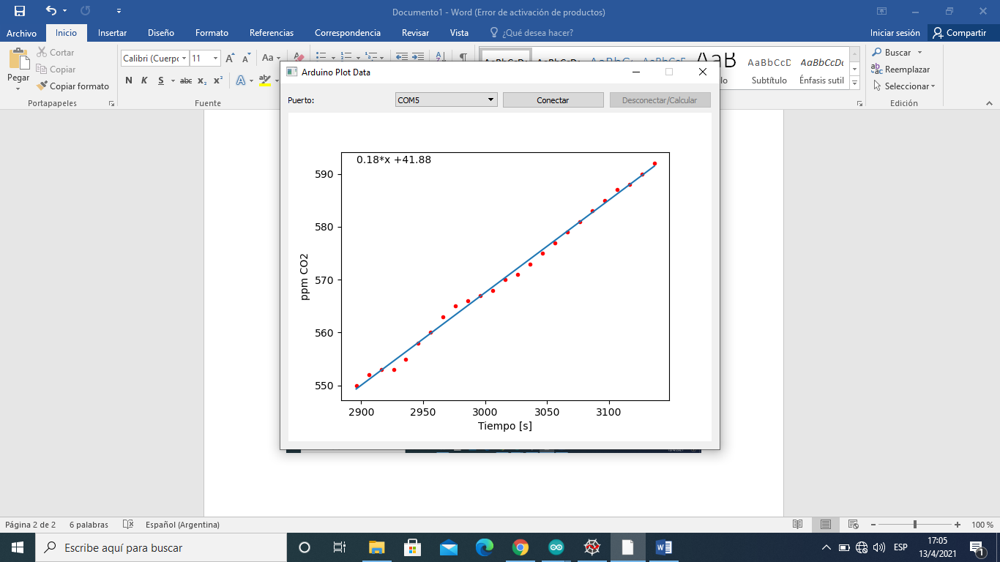 Documento1 - Word (Error de activación de productos)
Archivo Inicio Insertar Diseño Formato Referencias Correspondencia Revisar Vista ¿Qué desea hacer? Iniciar sesión Compartir
Pegar
Cortar
Copiar
Copiar formato
Portapapeles
Calibri (Cuerpo 11
N K S abc x₂ x² A aby
Aa
Fuente
AaBbCcD
Subtítulo
AaBbCcDc
Énfasis sutil
Buscar
Reemplazar
Seleccionar
Edición
Arduino Plot Data
Puerto: COM5 Conectar Desconectar/Calcular
0.18*x +41.88
590
580
570
560
550
ppm CO2
2900 2950 3000 3050 3100
Tiempo [s]
Página 2 de 2 6 palabras Español (Argentina) 100 %
Escribe aquí para buscar
ESP
17:05
13/4/2021
1